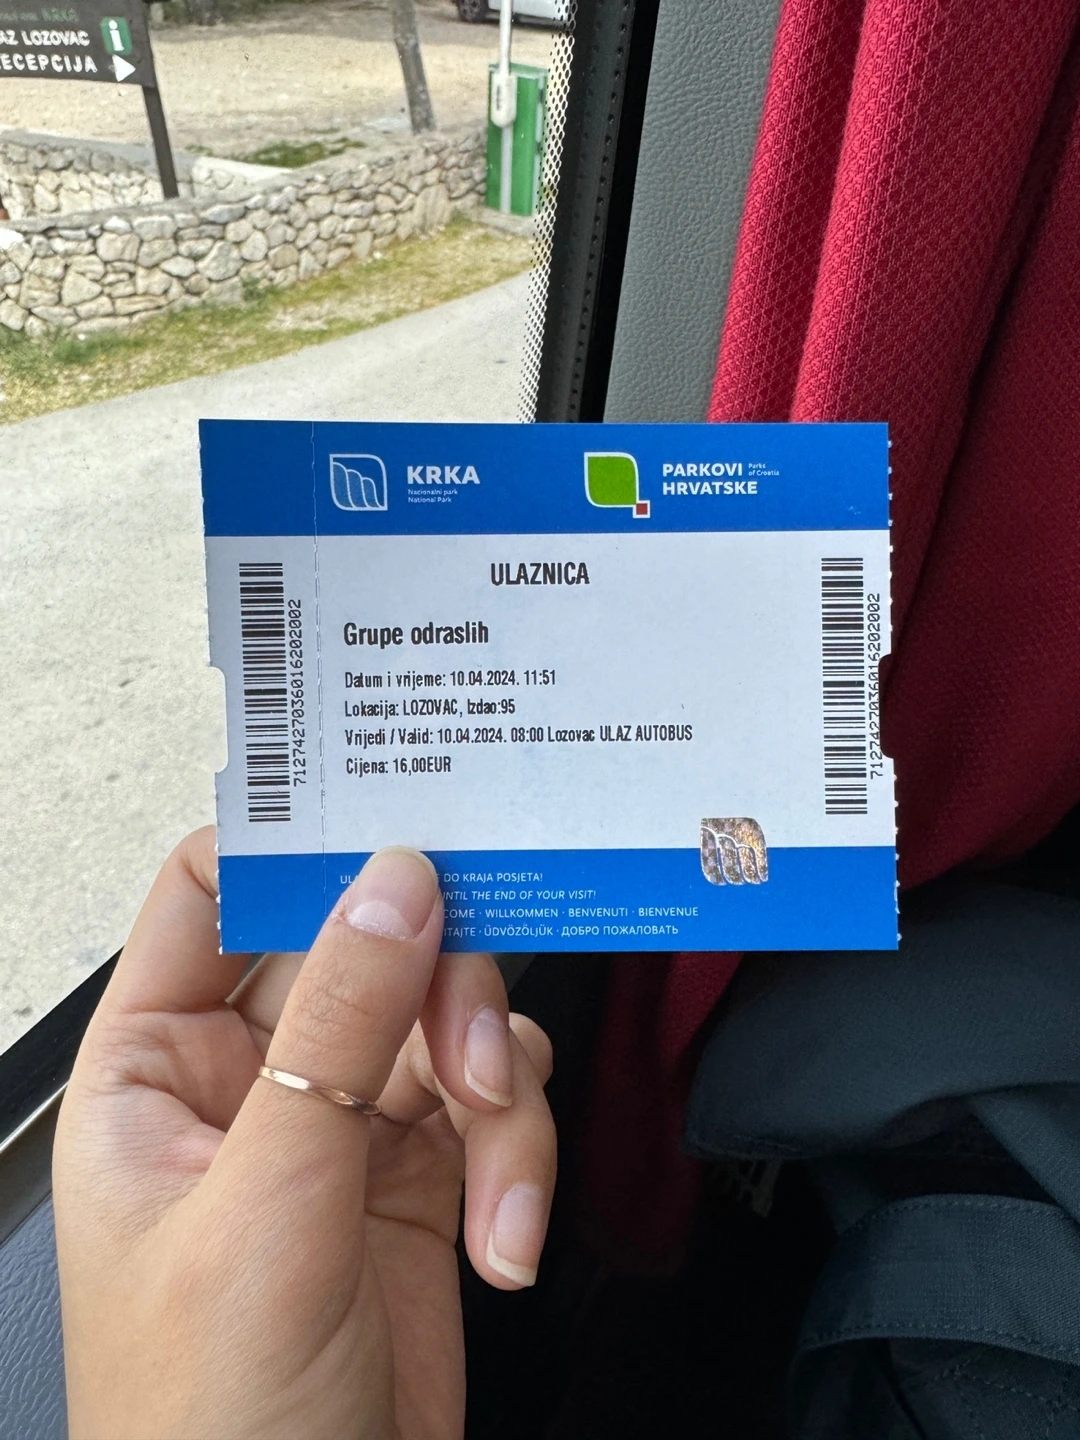 KRKA
AZ LOZOVAC
RECEPCIJA
KRKA
Nacionalni park
National Park
PARKOVI
HRVATSKE
Parks
of Croatia
ULAZNICA
Grupe odraslih
Datum i vrijeme: 10.04.2024. 11:51
Lokacija: LOZOVAC, Izdao:95
Vrijedi / Valid: 10.04.2024. 08:00 Lozovac ULAZ AUTOBUS
Cijena: 16,00EUR
7127427036016202002
7127427036016202002
DO KRAJA POSJETA!
UNTIL THE END OF YOUR VISIT!
COME · WILLKOMMEN · BENVENUTI · BIENVENUE
ITAJTE · ÜDVÖZÖLJÜK · ДОБРО ПОЖАЛОВАТЬ